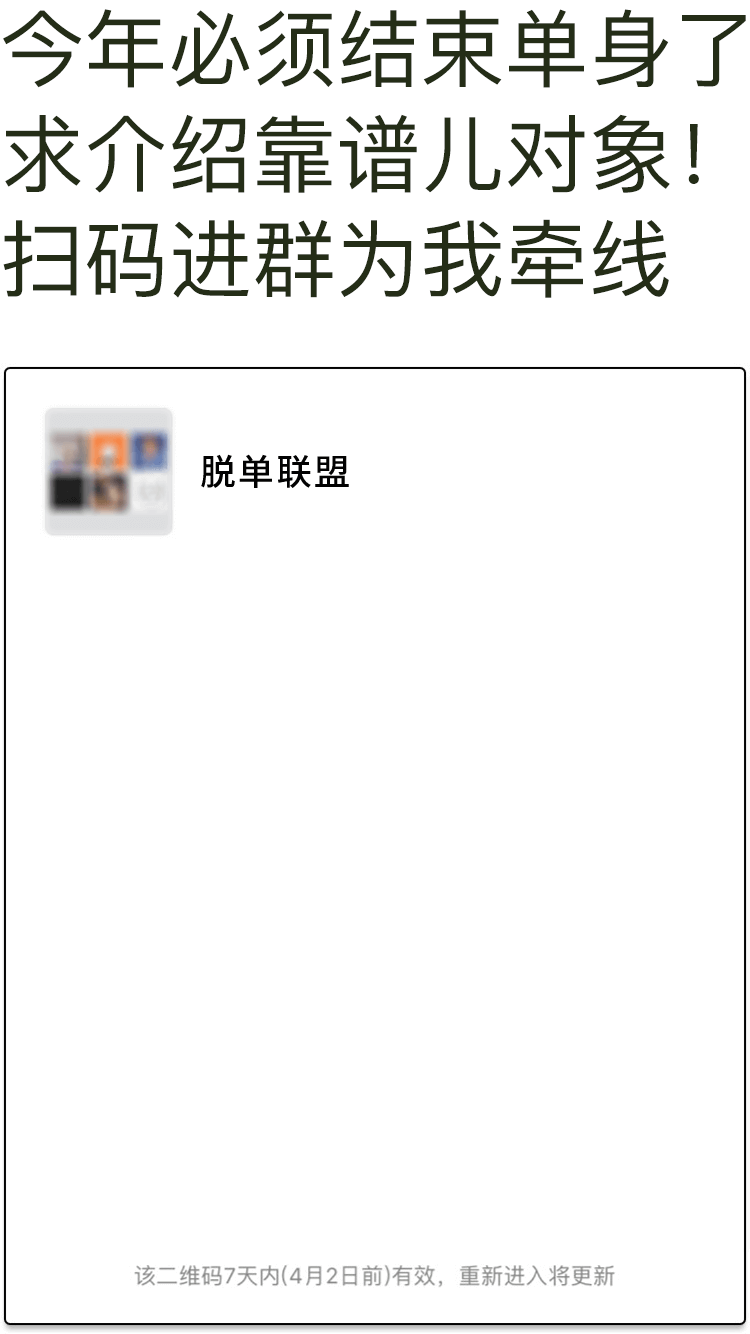 今年必须结束单身了
求介绍靠谱儿对象！
扫码进群为我牵线
脱单联盟
该二维码7天内(4月2日前)有效，重新进入将更新